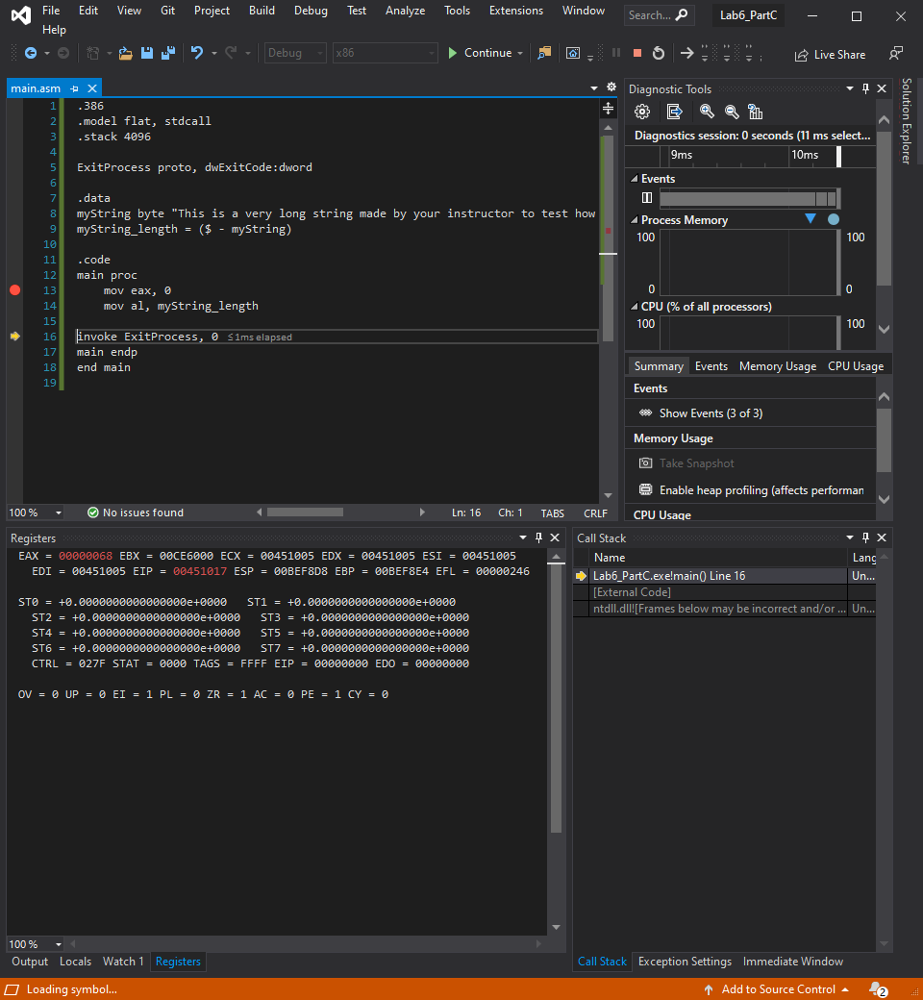 File Edit View Git Project Build Debug Test Analyze Tools Extensions Window Search... Lab6_PartC
Help
Debug x86 Continue Live Share
main.asm
1 .386
2 .model flat, stdcall
3 .stack 4096
4
5 ExitProcess proto, dwExitCode:dword
6
7 .data
8 myString byte "This is a very long string made by your instructor to test how
9 myString_length = ($ - myString)
10
11 .code
12 main proc
13 mov eax, 0
14 mov al, myString_length
15
16 invoke ExitProcess, 0 ≤1ms elapsed
17 main endp
18 end main
19
100 % No issues found Ln: 16 Ch: 1 TABS CRLF
Diagnostic Tools
Diagnostics session: 0 seconds (11 ms select...
9ms 10ms
Events
Process Memory
100 100
0 0
CPU (% of all processors)
100 100
Summary Events Memory Usage CPU Usage
Events
Show Events (3 of 3)
Memory Usage
Take Snapshot
Enable heap profiling (affects performan
CPU Usage
Solution Explorer
Registers
EAX = 00000068 EBX = 00CE6000 ECX = 00451005 EDX = 00451005 ESI = 00451005
EDI = 00451005 EIP = 00451017 ESP = 00BEF8D8 EBP = 00BEF8E4 EFL = 00000246
ST0 = +0.0000000000000000e+0000 ST1 = +0.0000000000000000e+0000
ST2 = +0.0000000000000000e+0000 ST3 = +0.0000000000000000e+0000
ST4 = +0.0000000000000000e+0000 ST5 = +0.0000000000000000e+0000
ST6 = +0.0000000000000000e+0000 ST7 = +0.0000000000000000e+0000
CTRL = 027F STAT = 0000 TAGS = FFFF EIP = 00000000 EDO = 00000000
OV = 0 UP = 0 EI = 1 PL = 0 ZR = 1 AC = 0 PE = 1 CY = 0
100 %
Output Locals Watch 1 Registers
Call Stack
Name Lang
Lab6_PartC.exe!main() Line 16 Un...
[External Code]
ntdll.dll![Frames below may be incorrect and/or ... Un...
Call Stack Exception Settings Immediate Window
Loading symbol... Add to Source Control 2